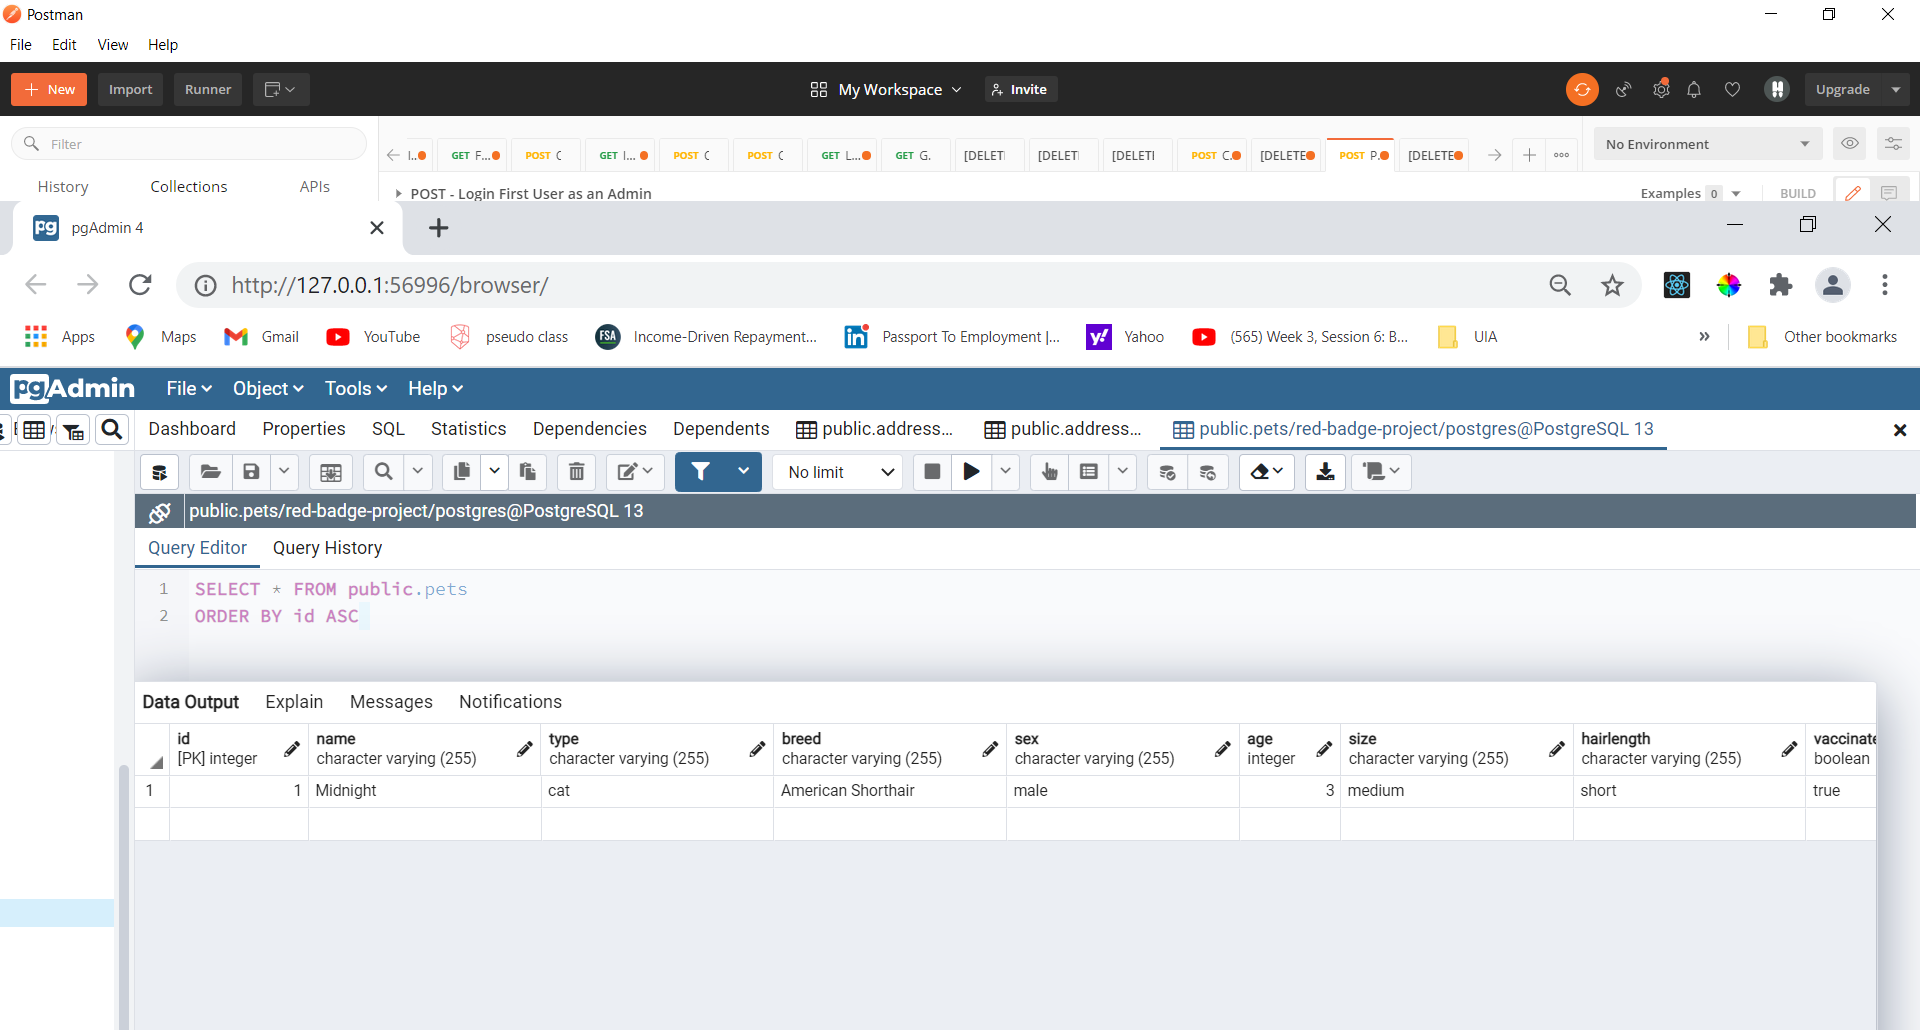 Postman
File Edit View Help
New Import Runner My Workspace Invite Upgrade
Filter
I... GET F... POST C GET I... POST C POST C GET L... GET G. [DELETI [DELETI [DELETI POST C. [DELETE POST P. [DELETE No Environment
History Collections APIs
POST - Login First User as an Admin Examples 0 BUILD
pgAdmin 4
http://127.0.0.1:56996/browser/
Apps Maps Gmail YouTube pseudo class FSA Income-Driven Repayment... in Passport To Employment |... y! Yahoo (565) Week 3, Session 6: B... UIA » Other bookmarks
pgAdmin File Object Tools Help
Dashboard Properties SQL Statistics Dependencies Dependents public.address... public.address... public.pets/red-badge-project/postgres@PostgreSQL 13
No limit
public.pets/red-badge-project/postgres@PostgreSQL 13
Query Editor Query History
1 SELECT * FROM public.pets
2 ORDER BY id ASC
Data Output Explain Messages Notifications
id name type breed sex age size hairlength vaccinate
[PK] integer character varying (255) character varying (255) character varying (255) character varying (255) integer character varying (255) character varying (255) boolean
1 1 Midnight cat American Shorthair male 3 medium short true